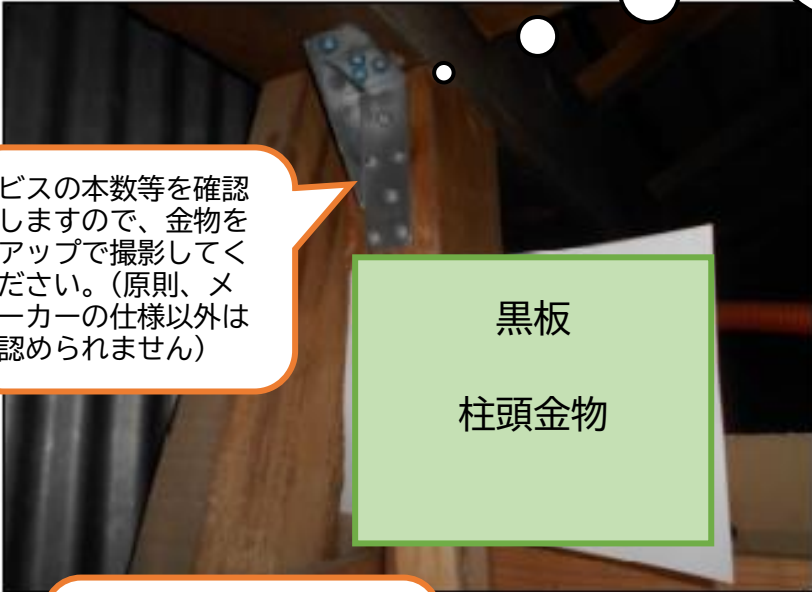 ビスの本数等を確認
しますので、金物を
アップで撮影してく
ださい。（原則、メ
ーカーの仕様以外は
認められません）
黒板
柱頭金物